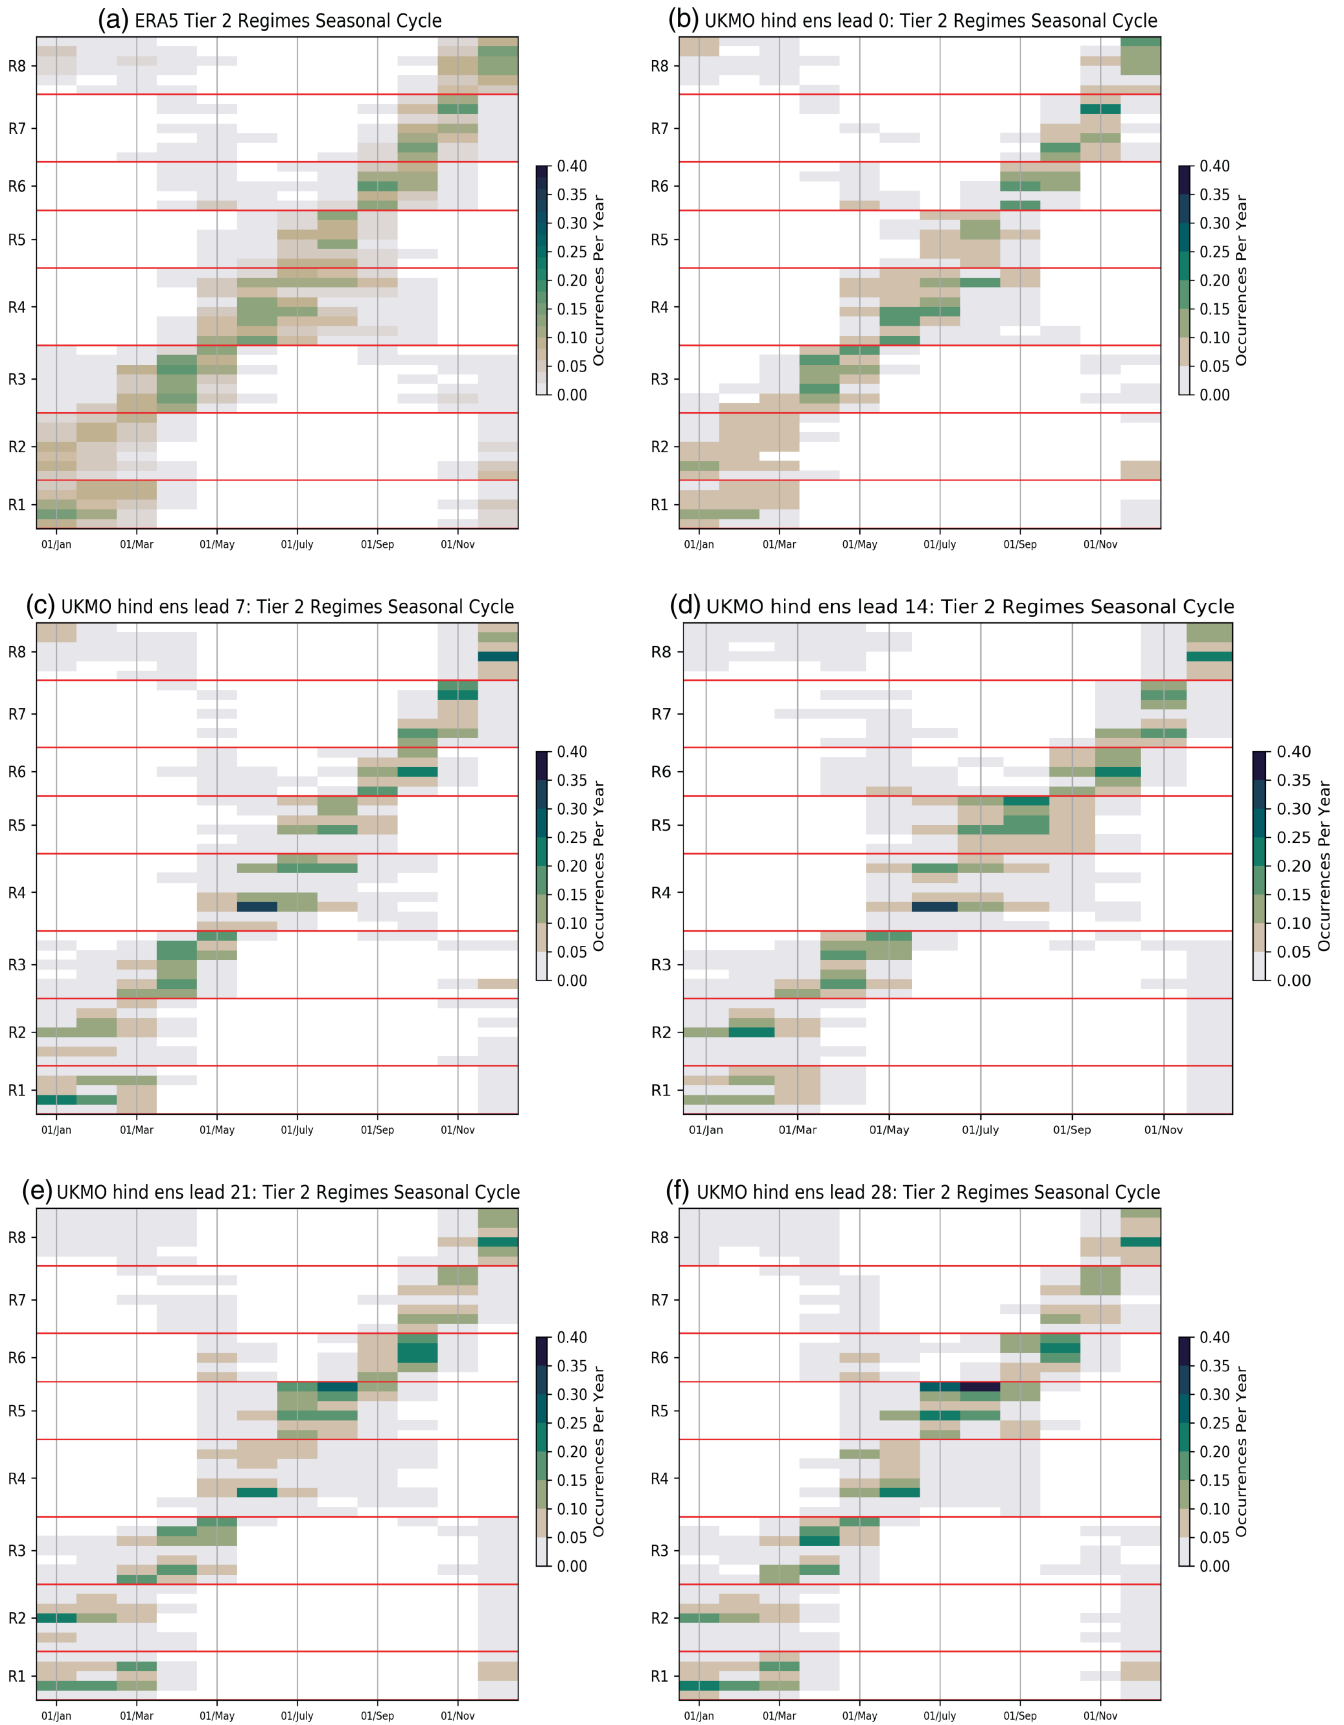 (a) ERA5 Tier 2 Regimes Seasonal Cycle
R8
R7
R6
R5
R4
R3
R2
R1
01/Jan 01/Mar 01/May 01/July 01/Sep 01/Nov
0.40
0.35
0.30
0.25
0.20
0.15
0.10
0.05
0.00
Occurrences Per Year
(b) UKMO hind ens lead 0: Tier 2 Regimes Seasonal Cycle
R8
R7
R6
R5
R4
R3
R2
R1
01/Jan 01/Mar 01/May 01/July 01/Sep 01/Nov
0.40
0.35
0.30
0.25
0.20
0.15
0.10
0.05
0.00
Occurrences Per Year
(c) UKMO hind ens lead 7: Tier 2 Regimes Seasonal Cycle
R8
R7
R6
R5
R4
R3
R2
R1
01/Jan 01/Mar 01/May 01/July 01/Sep 01/Nov
0.40
0.35
0.30
0.25
0.20
0.15
0.10
0.05
0.00
Occurrences Per Year
(d) UKMO hind ens lead 14: Tier 2 Regimes Seasonal Cycle
R8
R7
R6
R5
R4
R3
R2
R1
01/Jan 01/Mar 01/May 01/July 01/Sep 01/Nov
0.40
0.35
0.30
0.25
0.20
0.15
0.10
0.05
0.00
Occurrences Per Year
(e) UKMO hind ens lead 21: Tier 2 Regimes Seasonal Cycle
R8
R7
R6
R5
R4
R3
R2
R1
01/Jan 01/Mar 01/May 01/July 01/Sep 01/Nov
0.40
0.35
0.30
0.25
0.20
0.15
0.10
0.05
0.00
Occurrences Per Year
(f) UKMO hind ens lead 28: Tier 2 Regimes Seasonal Cycle
R8
R7
R6
R5
R4
R3
R2
R1
01/Jan 01/Mar 01/May 01/July 01/Sep 01/Nov
0.40
0.35
0.30
0.25
0.20
0.15
0.10
0.05
0.00
Occurrences Per Year